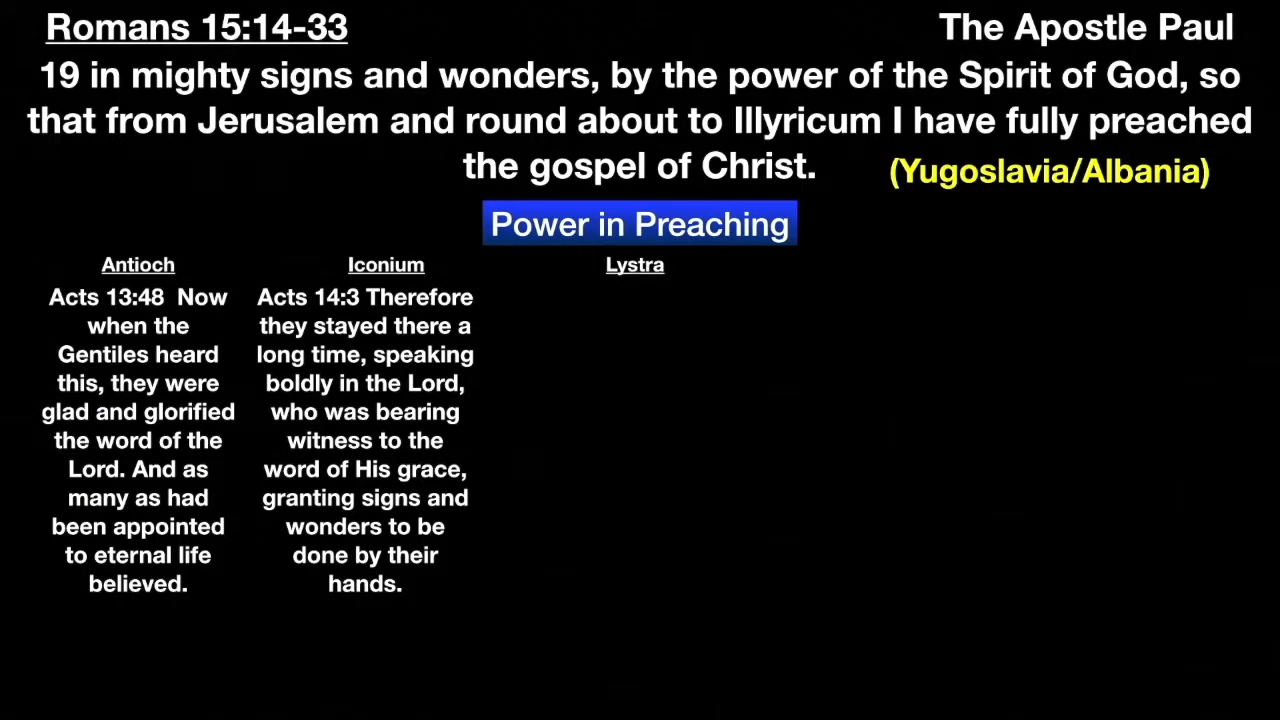 Romans 15:14-33
The Apostle Paul
19 in mighty signs and wonders, by the power of the Spirit of God, so
that from Jerusalem and round about to Illyricum I have fully preached
the gospel of Christ.
(Yugoslavia/Albania)
Power in Preaching
Antioch
Acts 13:48  Now
when the
Gentiles heard
this, they were
glad and glorified
the word of the
Lord. And as
many as had
been appointed
to eternal life
believed.
Iconium
Acts 14:3 Therefore
they stayed there a
long time, speaking
boldly in the Lord,
who was bearing
witness to the
word of His grace,
granting signs and
wonders to be
done by their
hands.
Lystra